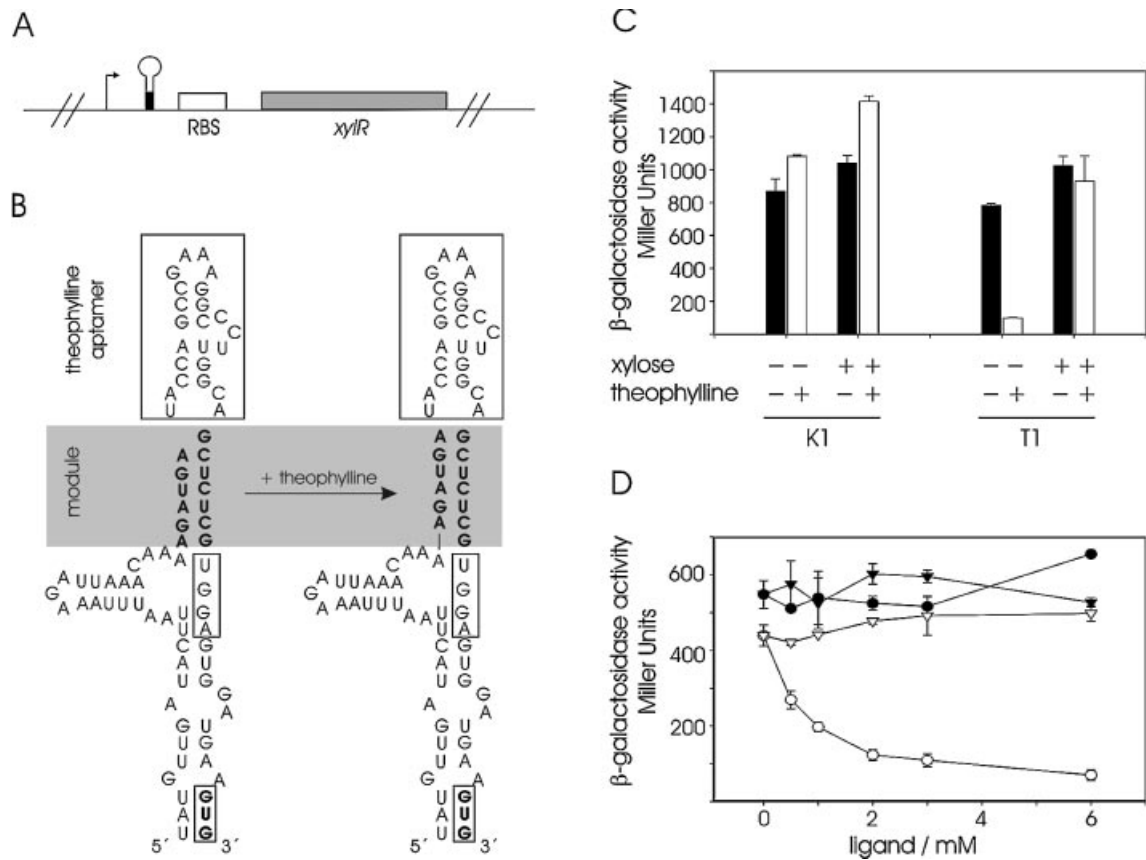 A
RBS
xylR
B
theophylline
aptamer
module
+ theophylline
5´ 3´
5´ 3´
C
β-galactosidase activity
Miller Units
1400
1200
1000
800
600
400
200
xylose − − + + − − + +
theophylline − + − + − + − +
K1 T1
D
β-galactosidase activity
Miller Units
600
400
200
0 2 4 6
ligand / mM